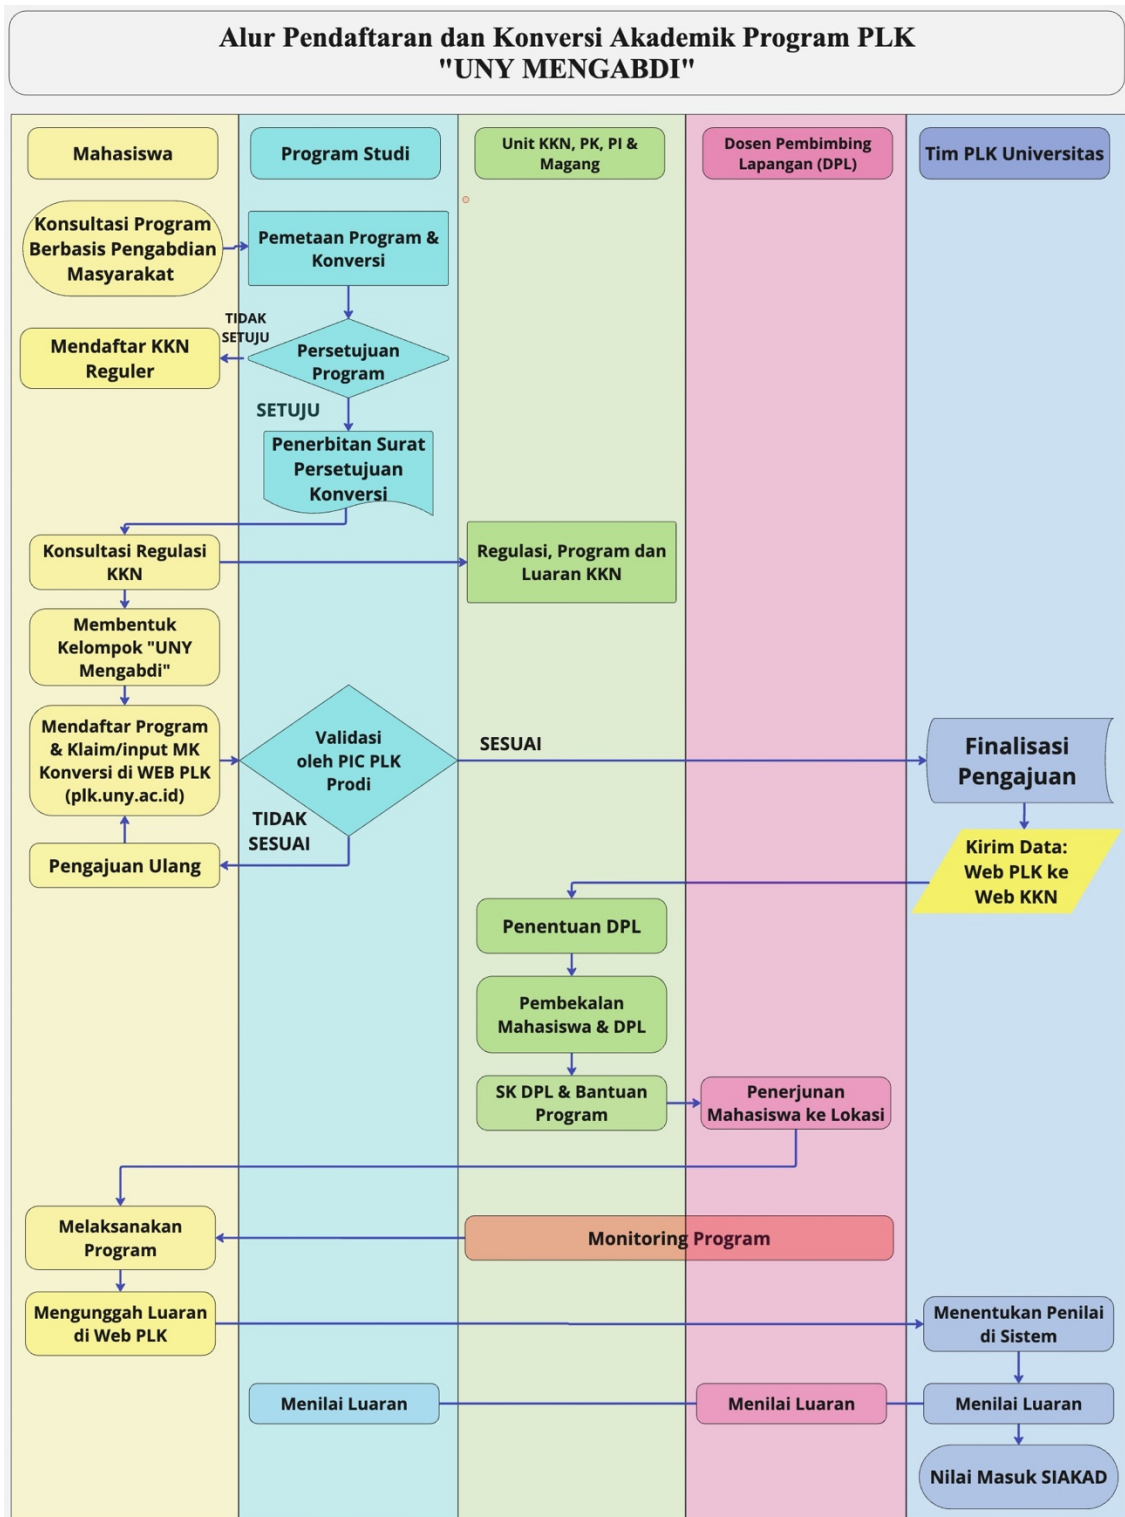 Alur Pendaftaran dan Konversi Akademik Program PLK
"UNY MENGABDI"
Mahasiswa
Program Studi
Unit KKN, PK, PI &
Magang
Dosen Pembimbing
Lapangan (DPL)
Tim PLK Universitas
Konsultasi Program
Berbasis Pengabdian
Masyarakat
Pemetaan Program &
Konversi
TIDAK
SETUJU
Mendaftar KKN
Reguler
Persetujuan
Program
SETUJU
Penerbitan Surat
Persetujuan
Konversi
Konsultasi Regulasi
KKN
Regulasi, Program dan
Luaran KKN
Membentuk
Kelompok "UNY
Mengabdi"
Mendaftar Program
& Klaim/input MK
Konversi di WEB PLK
(plk.uny.ac.id)
Validasi
oleh PIC PLK
Prodi
SESUAI
Finalisasi
Pengajuan
TIDAK
SESUAI
Pengajuan Ulang
Kirim Data:
Web PLK ke
Web KKN
Penentuan DPL
Pembekalan
Mahasiswa & DPL
SK DPL & Bantuan
Program
Penerjunan
Mahasiswa ke Lokasi
Melaksanakan
Program
Monitoring Program
Mengunggah Luaran
di Web PLK
Menentukan Penilai
di Sistem
Menilai Luaran
Menilai Luaran
Menilai Luaran
Nilai Masuk SIAKAD